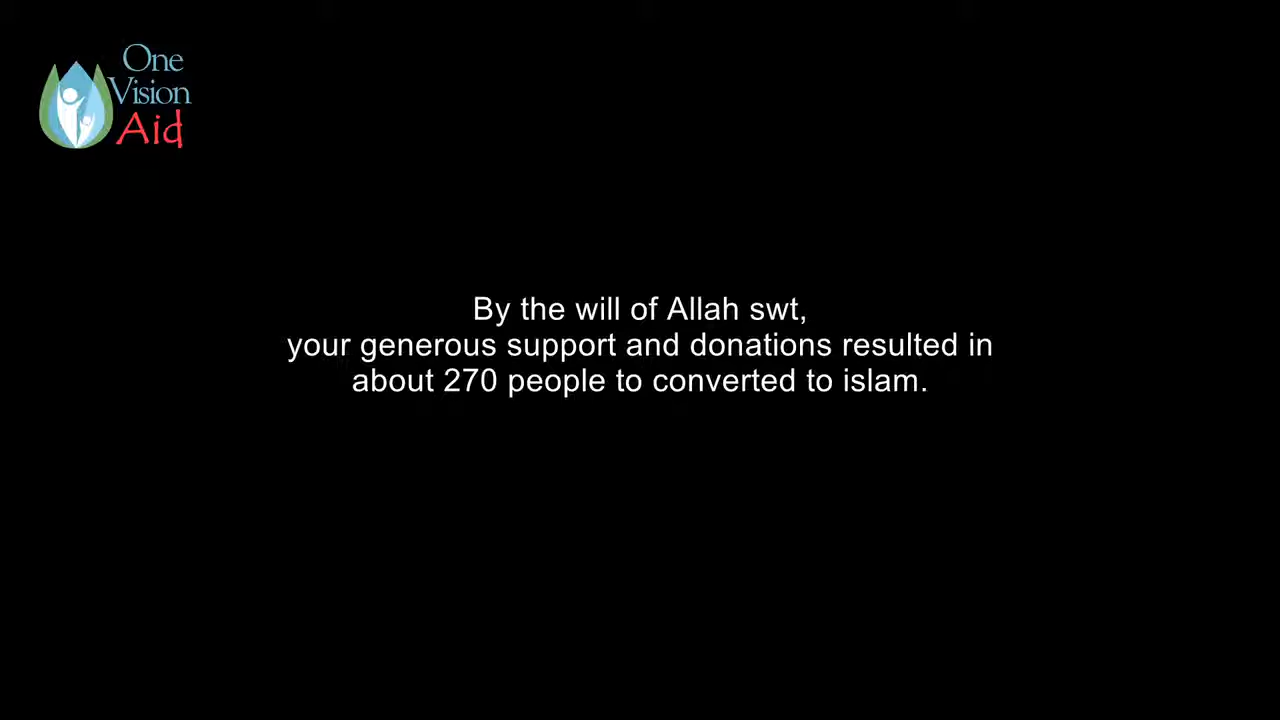 One
Vision
Aid
By the will of Allah swt,
your generous support and donations resulted in
about 270 people to converted to islam.